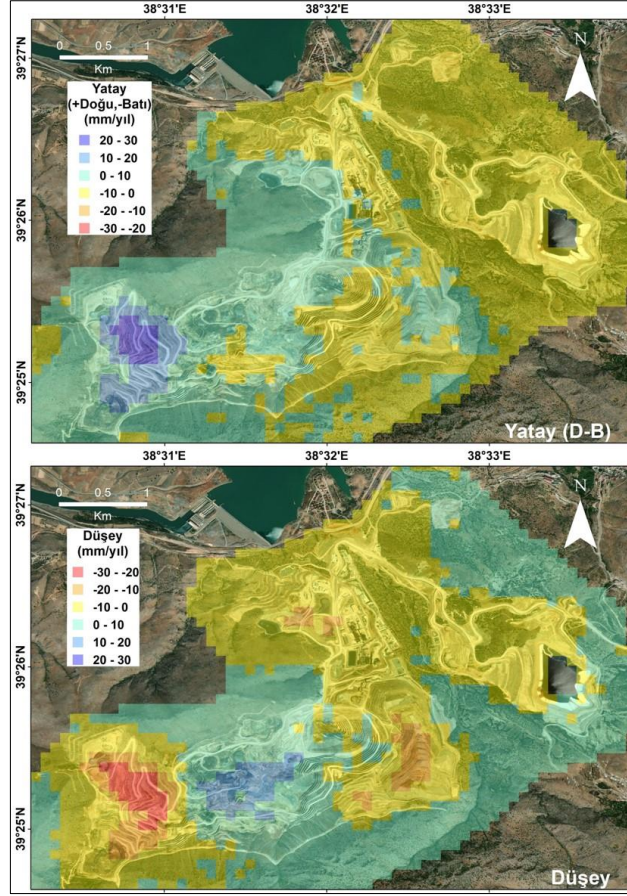 38°31'
38°32'
38°33'
39°27'N
39°26'N
39°25'N
0 0 5 1
Km
N
Yatay
(+Doğu,-Batı)
(mm/yıl)
20 - 30
10 - 20
0 - 10
-10 - 0
-20 - -10
-30 - -20
Yatay (D-B)
38°31'
38°32'
38°33'
39°27'N
39°26'N
39°25'N
0 0 5 1
Km
N
Düşey
(mm/yıl)
-30 - -20
-20 - -10
-10 - 0
0 - 10
10 - 20
20 - 30
Düşey